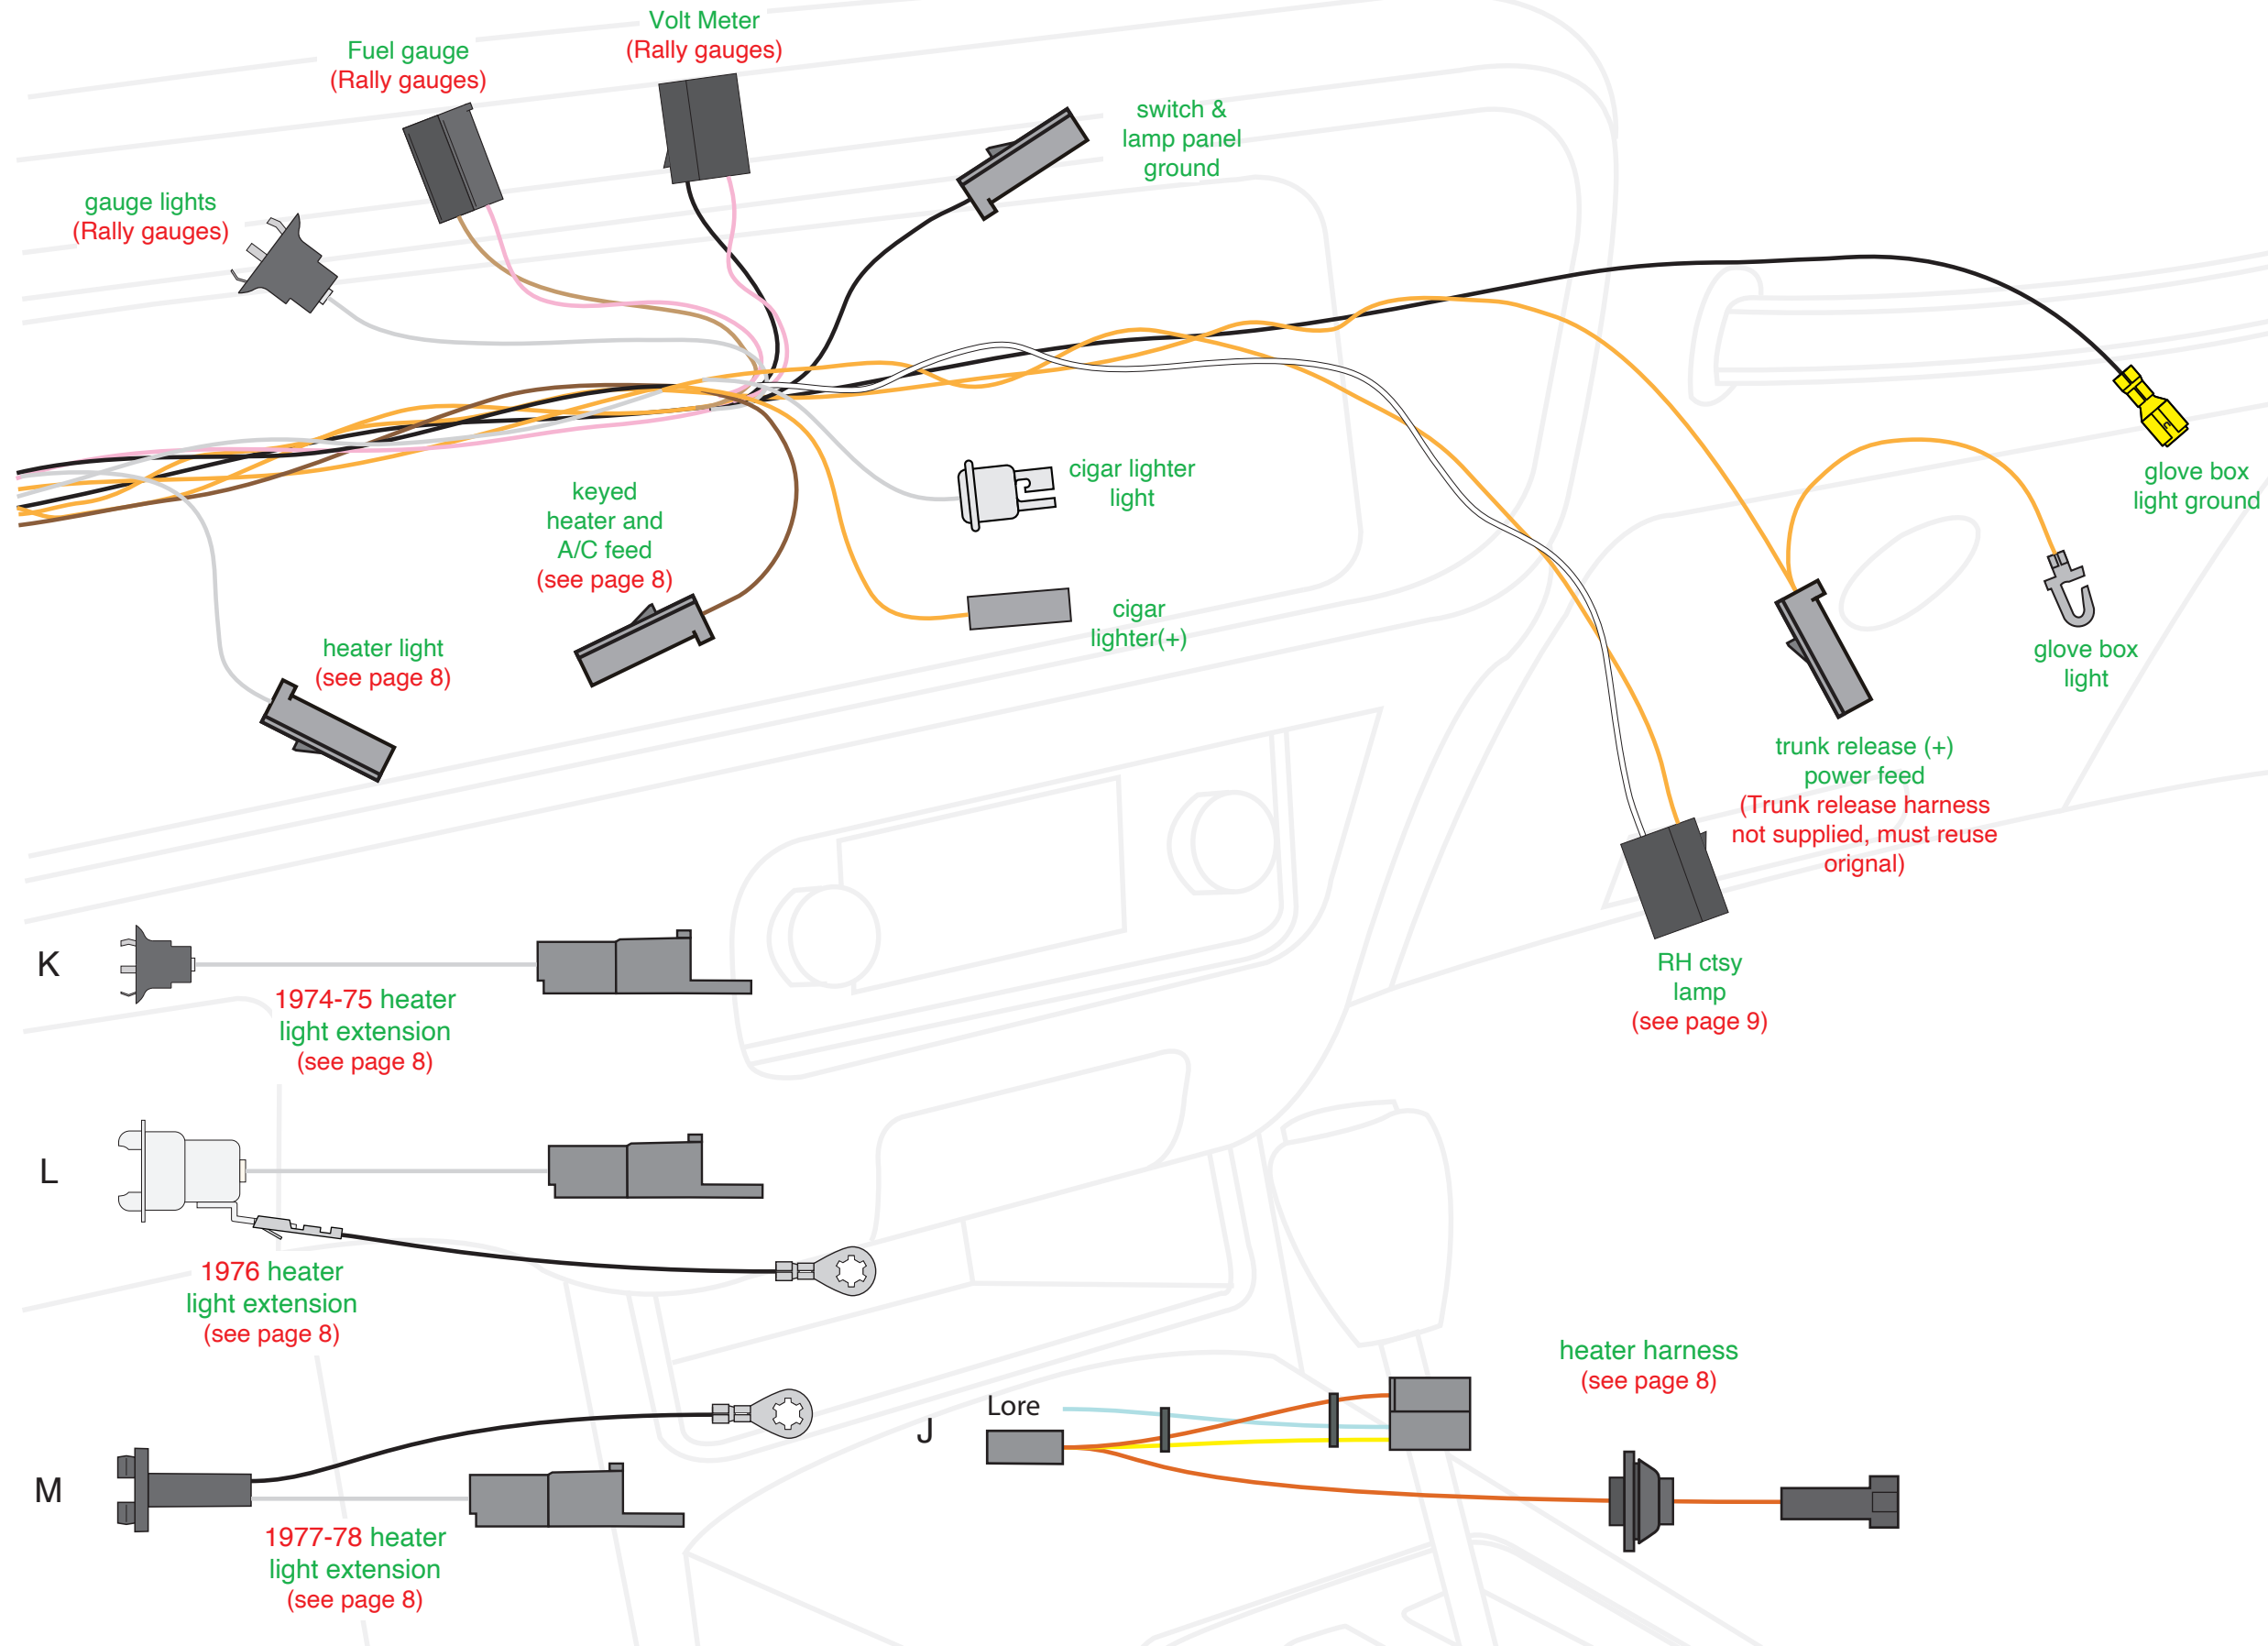 Volt Meter
(Rally gauges)
Fuel gauge
(Rally gauges)
switch &
lamp panel
ground
gauge lights
(Rally gauges)
cigar lighter
light
glove box
light ground
keyed
heater and
A/C feed
(see page 8)
cigar
lighter(+)
heater light
(see page 8)
glove box
light
trunk release (+)
power feed
(Trunk release harness
not supplied, must reuse
orignal)
RH ctsy
lamp
(see page 9)
K
1974-75 heater
light extension
(see page 8)
L
1976 heater
light extension
(see page 8)
M
1977-78 heater
light extension
(see page 8)
J
Lore
heater harness
(see page 8)